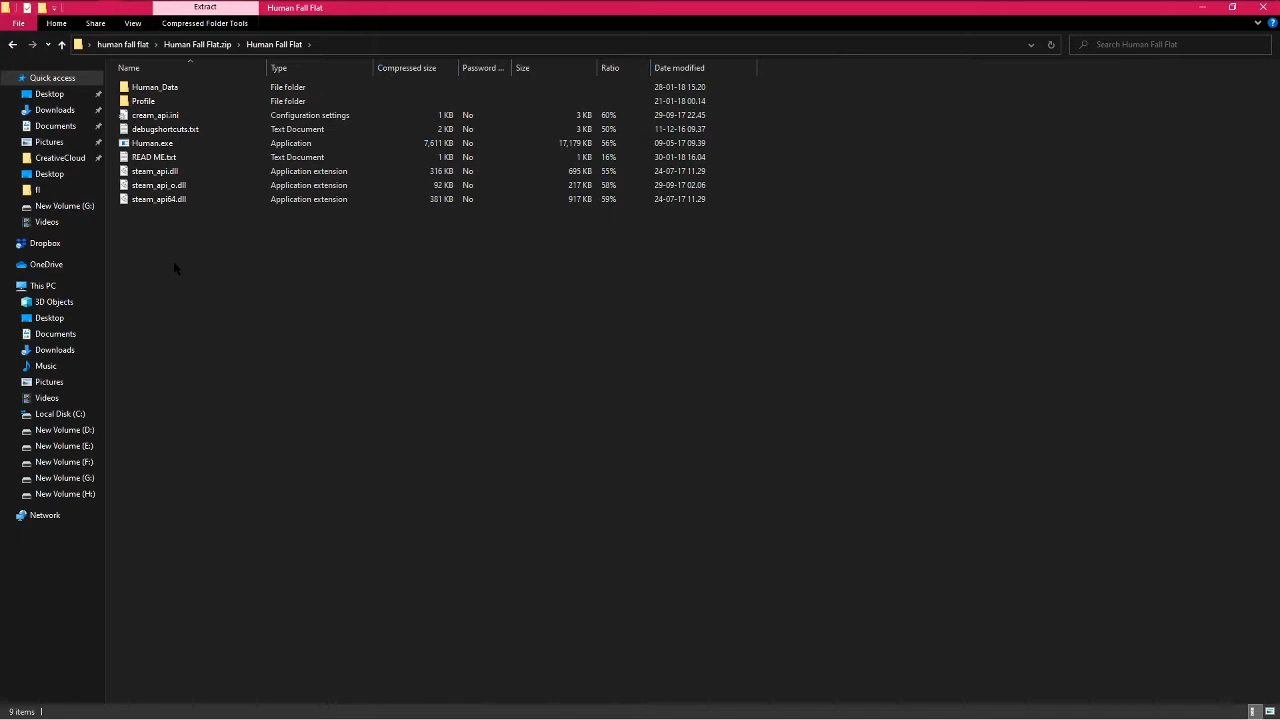 Extract
Human Fall Flat
File
Home
Share
View
Compressed Folder Tools
human fall flat > Human Fall Flat.zip > Human Fall Flat >
Search Human Fall Flat
Name Type Compressed size Password ... Size Ratio Date modified
Human_Data File folder 28-01-18 15.20
Profile File folder 21-01-18 00.14
cream_api.ini Configuration settings 1 KB No 3 KB 60% 29-09-17 22.45
debugshortcuts.txt Text Document 2 KB No 3 KB 50% 11-12-16 09.37
Human.exe Application 7,611 KB No 17,179 KB 56% 09-05-17 09.39
READ ME.txt Text Document 1 KB No 1 KB 16% 30-01-18 16.04
steam_api.dll Application extension 316 KB No 695 KB 55% 24-07-17 11.29
steam_api_o.dll Application extension 92 KB No 217 KB 58% 29-09-17 02.06
steam_api64.dll Application extension 381 KB No 917 KB 59% 24-07-17 11.29
Quick access
Desktop
Downloads
Documents
Pictures
CreativeCloud
Desktop
fl
New Volume (G:)
Videos
Dropbox
OneDrive
This PC
3D Objects
Desktop
Documents
Downloads
Music
Pictures
Videos
Local Disk (C:)
New Volume (D:)
New Volume (E:)
New Volume (F:)
New Volume (G:)
New Volume (H:)
Network
9 items